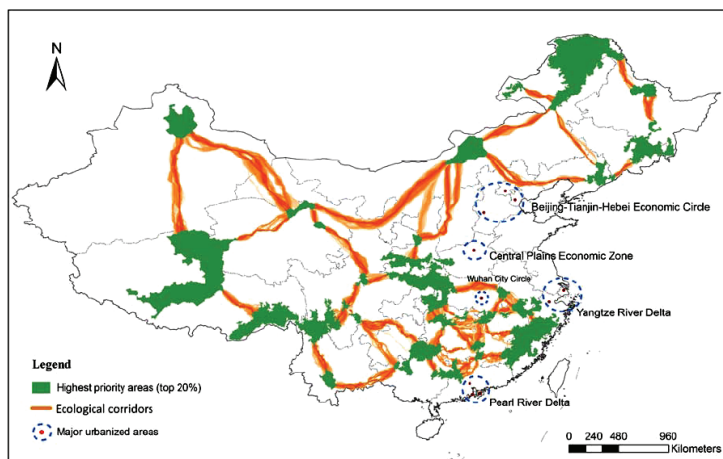 N
Beijing-Tianjin-Hebei Economic Circle
Central Plains Economic Zone
Wuhan City Circle
Yangtze River Delta
Pearl River Delta
Legend
Highest priority areas (top 20%)
Ecological corridors
Major urbanized areas
0 240 480 960
Kilometers